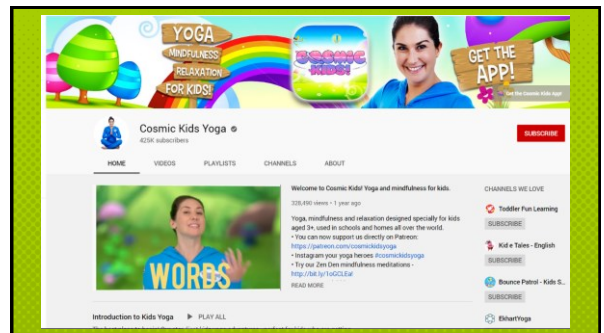 YOGA
MINDFULNESS
RELAXATION
FOR KIDS!
COSMIC
KIDS
GET THE
APP!
Get the Cosmic Kids App
Cosmic Kids Yoga
425K subscribers
SUBSCRIBE
HOME VIDEOS PLAYLISTS CHANNELS ABOUT
WORDS
Welcome to Cosmic Kids! Yoga and mindfulness for kids.
328,490 views • 1 year ago
Yoga, mindfulness and relaxation designed specially for kids
aged 3+, used in schools and homes all over the world.
• You can now support us directly on Patreon:
https://patreon.com/cosmickidsyoga
• Instagram your yoga heroes #cosmickidsyoga
• Try our Zen Den mindfulness meditations -
http://bit.ly/1oGCLEa!
READ MORE
CHANNELS WE LOVE
Toddler Fun Learning
SUBSCRIBE
Kid e Tales - English
SUBSCRIBE
Bounce Patrol - Kids S..
SUBSCRIBE
EkhartYoga
Introduction to Kids Yoga ▶ PLAY ALL